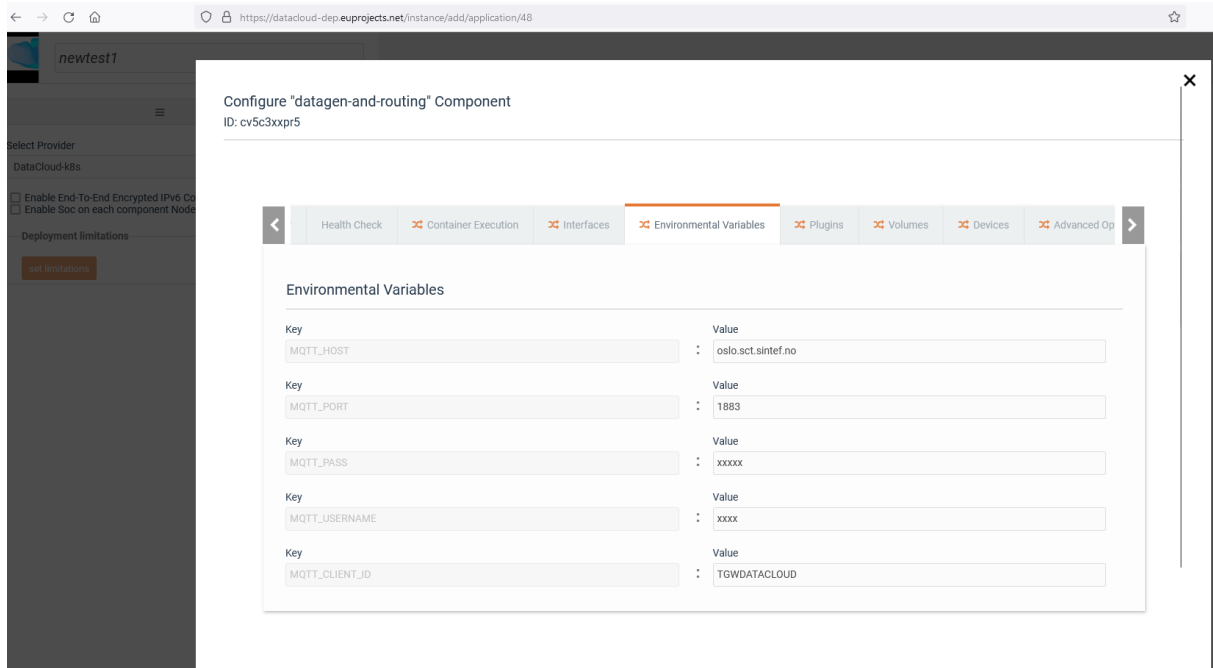 https://datacloud-dep.euprojects.net/instance/add/application/48
newtest1
Select Provider
DataCloud-k8s
Enable End-To-End Encrypted IPv6 Co
Enable Soc on each component Node
Deployment limitations
set limitations
Configure "datagen-and-routing" Component
ID: cv5c3xxpr5
Health Check Container Execution Interfaces Environmental Variables Plugins Volumes Devices Advanced Op
Environmental Variables
Key Value
MQTT_HOST : oslo.sct.sintef.no
Key Value
MQTT_PORT : 1883
Key Value
MQTT_PASS : xxxxx
Key Value
MQTT_USERNAME : xxxx
Key Value
MQTT_CLIENT_ID : TGWDATACLOUD